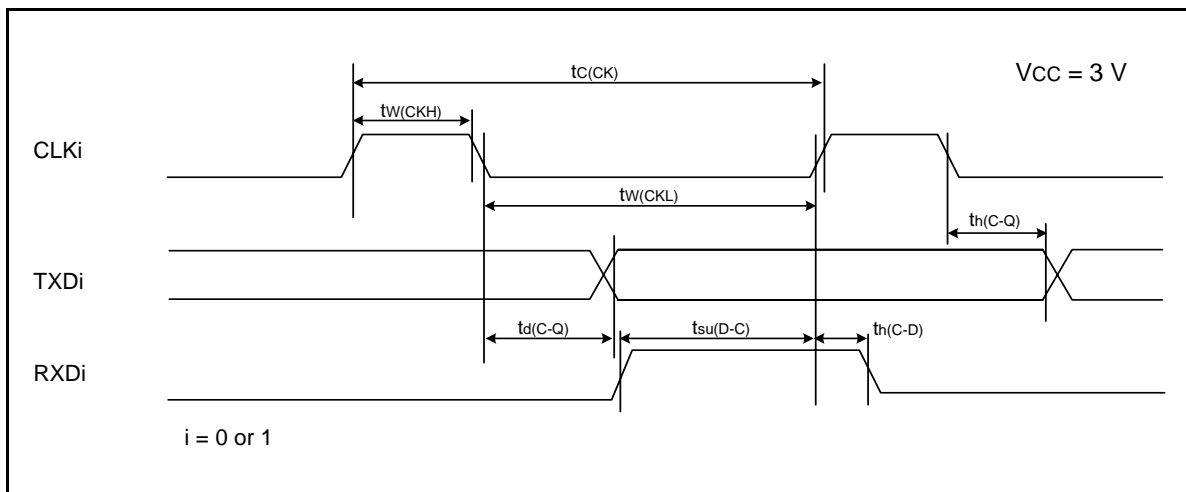 tC(CK)
VCC = 3 V
tW(CKH)
CLKi
tW(CKL)
th(C-Q)
TXDi
td(C-Q)
tsu(D-C)
th(C-D)
RXDi
i = 0 or 1